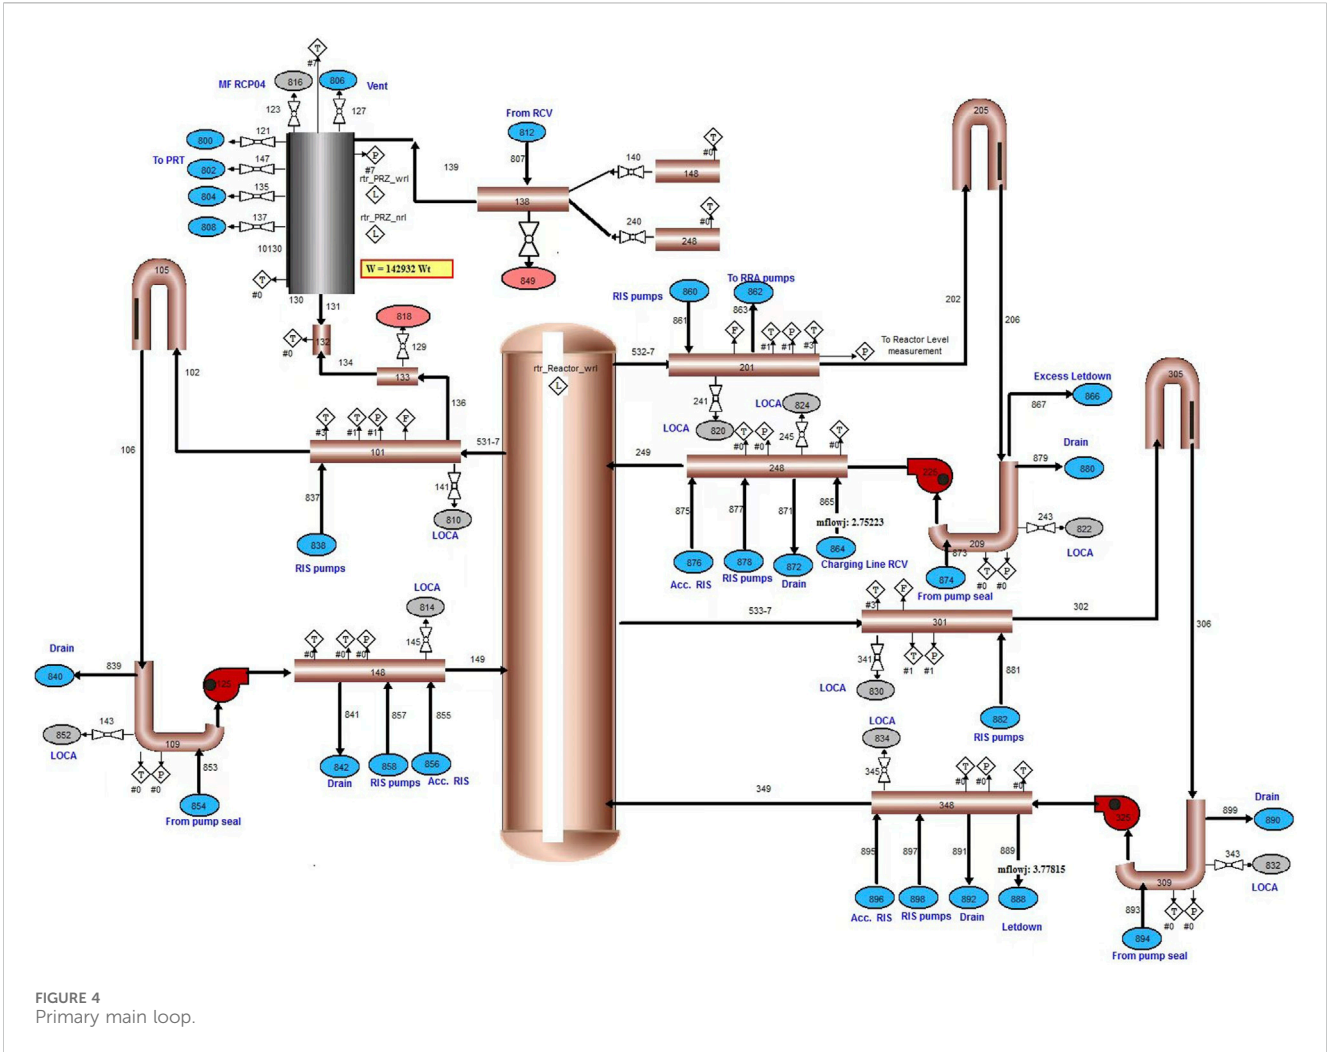 T
#7
MF RCP04
816
806
Vent
123
127
From RCV
812
121
800
To PRT
147
802
P
#7
rtr_PRZ_wrl
135
804
L
rtr_PRZ_nrl
137
808
L
10130
W = 142932 Wt
T
#0
130
131
139
807
138
849
140
T
#0
148
240
T
#0
248
205
105
818
129
T
#0
132
134
133
136
102
106
T
#3
T
#1
P
#1
F
101
531-7
837
838
RIS pumps
141
810
LOCA
rtr_Reactor_wrl
L
RIS pumps
860
861
To RRA pumps
862
863
532-7
F
T
#1
P
#1
T
#3
201
To Reactor Level
measurement
P
241
820
LOCA
202
206
LOCA
824
245
T
#0
P
#0
T
#0
249
248
875
877
871
865
mflowj: 2.75223
876
Acc. RIS
878
RIS pumps
872
Drain
864
Charging Line RCV
Excess Letdown
867
866
Drain
879
880
243
822
LOCA
209
873
874
From pump seal
T
#0
P
#0
305
302
306
533-7
T
#3
F
301
341
830
LOCA
T
#1
P
#1
881
882
RIS pumps
LOCA
814
145
T
#0
T
#0
P
#0
148
149
841
857
855
842
Drain
858
RIS pumps
856
Acc. RIS
Drain
839
840
143
852
LOCA
125
109
T
#0
P
#0
853
854
From pump seal
LOCA
834
345
T
#0
P
#0
T
#0
349
348
895
897
891
889
mflowj: 3.77815
896
Acc. RIS
898
RIS pumps
892
Drain
888
Letdown
325
Drain
899
890
343
832
LOCA
309
893
894
From pump seal
T
#0
P
#0
FIGURE 4
Primary main loop.